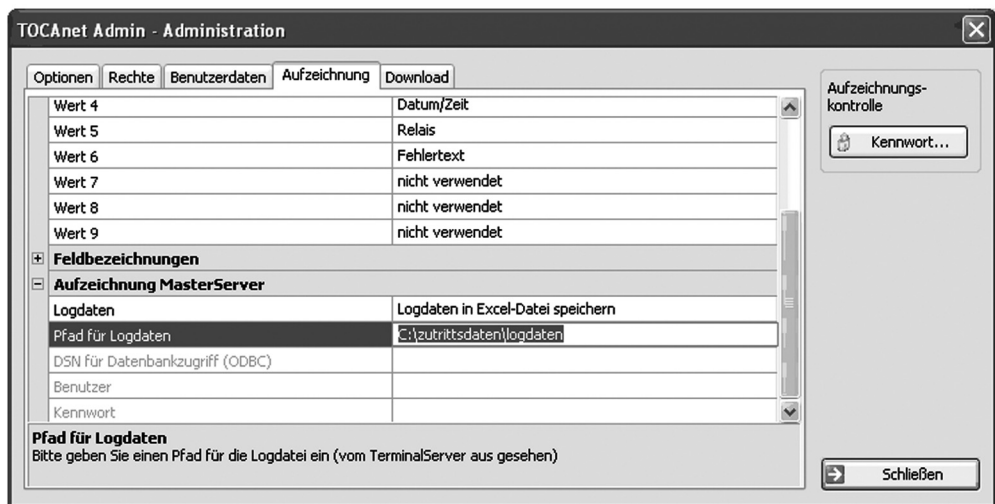 TOCAnet Admin - Administration
Optionen Rechte Benutzerdaten Aufzeichnung Download
Wert 4 Datum/Zeit
Wert 5 Relais
Wert 6 Fehlertext
Wert 7 nicht verwendet
Wert 8 nicht verwendet
Wert 9 nicht verwendet
Feldbezeichnungen
Aufzeichnung MasterServer
Logdaten Logdaten in Excel-Datei speichern
Pfad für Logdaten C:\zutrittsdaten\logdaten
DSN für Datenbankzugriff (ODBC)
Benutzer
Kennwort
Pfad für Logdaten
Bitte geben Sie einen Pfad für die Logdatei ein (vom TerminalServer aus gesehen)
Aufzeichnungs-
kontrolle
Kennwort...
Schließen